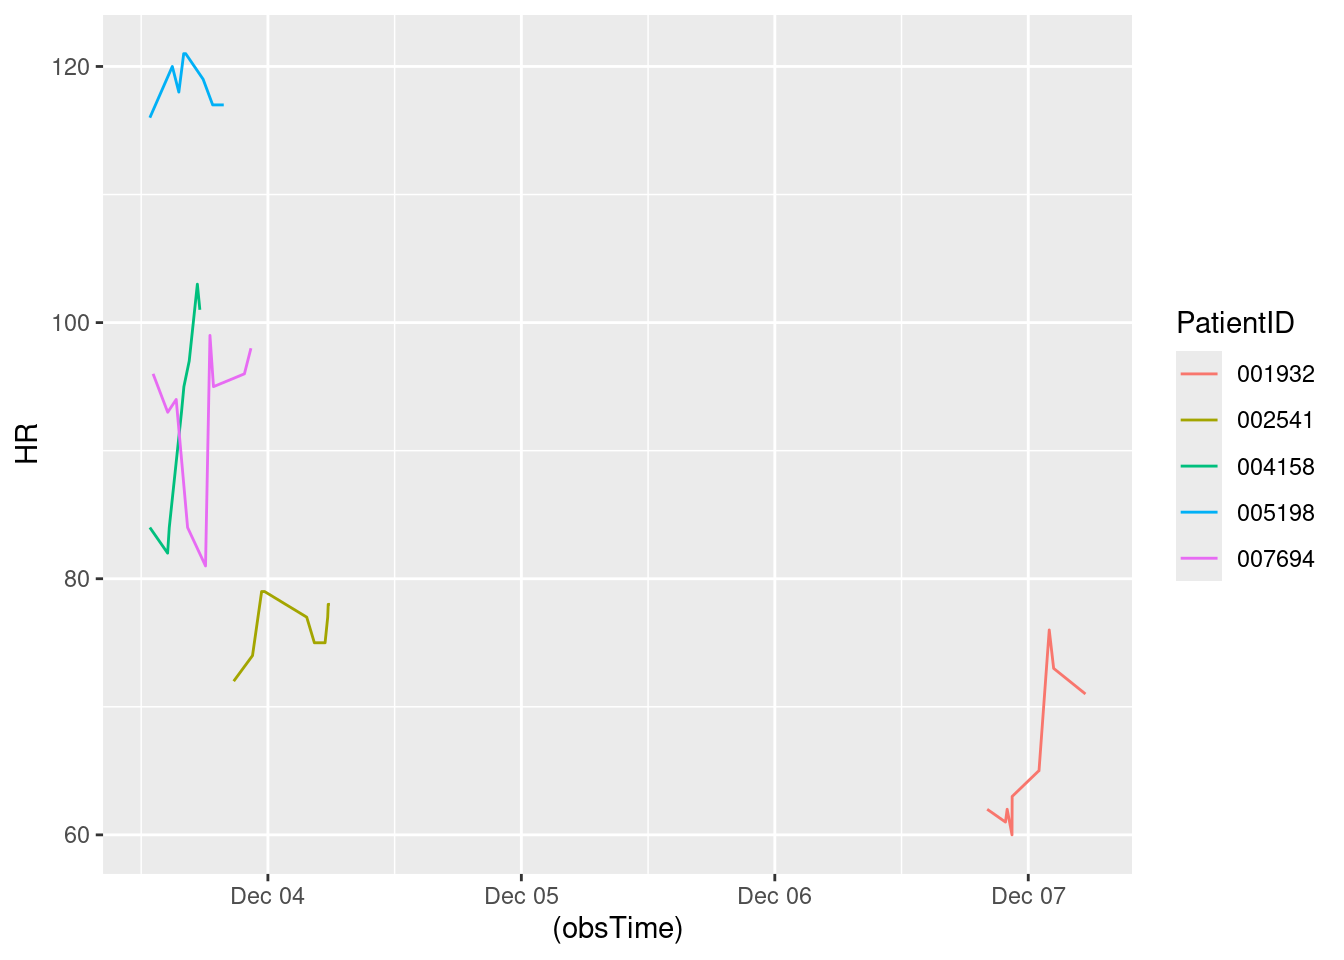 120
100
80
60
HR
Dec 04
Dec 05
Dec 06
Dec 07
(obsTime)
PatientID
001932
002541
004158
005198
007694